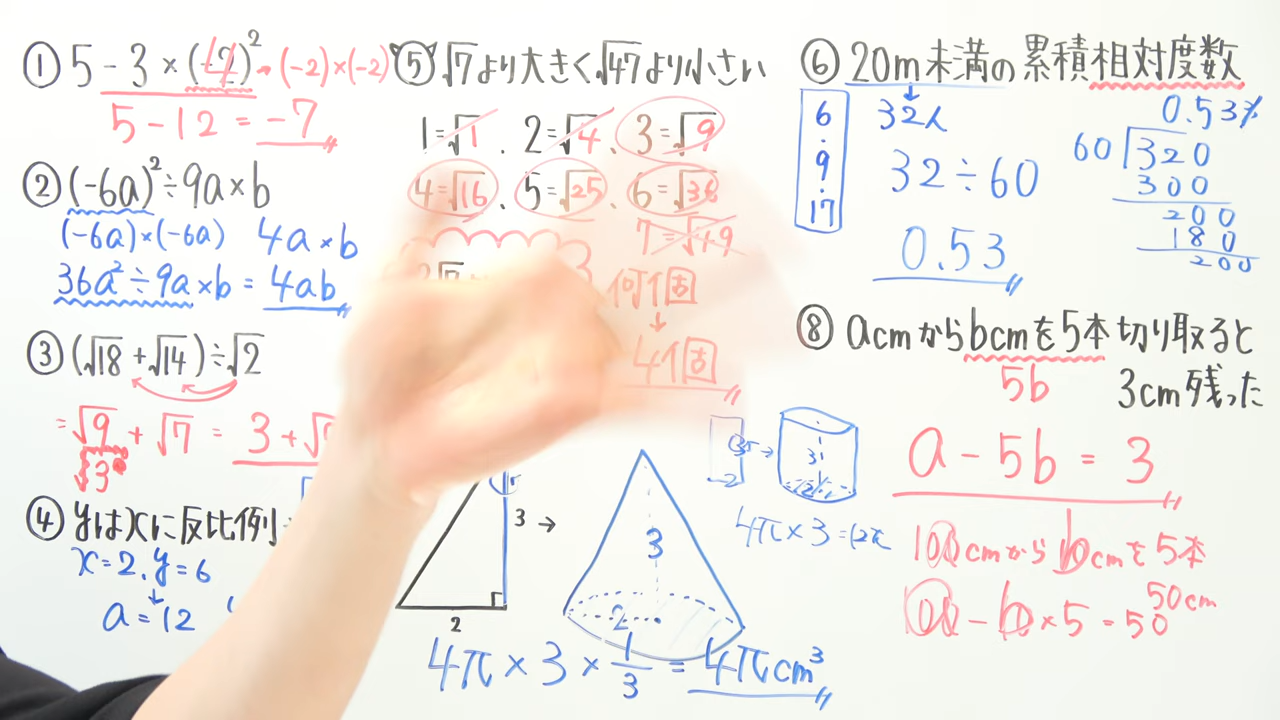 ① 5 - 3 × (-2)² → (-2)×(-2)
4
5 - 12 = -7
② (-6a)² ÷ 9a × b
(-6a)×(-6a) 4a × b
36a² ÷ 9a × b = 4ab
③ (√18 + √14) ÷ √2
= √9 + √7 = 3 + √
√3²
④ yはxに反比例
x=2, y=6
a = 12
⑤ √7より大きく√47より小さい
1=√1、2=√4、3=√9
4=√16、5=√25、6=√36
7=√49
何個
↓
4個
3 →
2
3
2
3
2
4π × 3 = 12π
4π × 3 × 1/3 = 4πcm³
⑥ 20m未満の累積相対度数
6
9
17
32人
32 ÷ 60
0.53
0.53
60 320
300
200
180
200
⑧ acmからbcmを5本切り取ると
5b 3cm残った
a - 5b = 3
100cmから10cmを5本
100 - 10 × 5 = 50
50cm